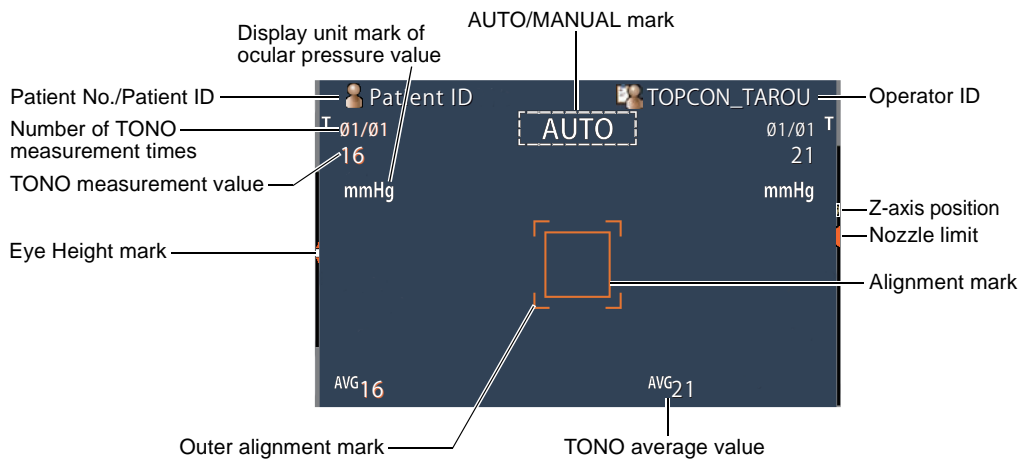 AUTO/MANUAL mark
Display unit mark of
ocular pressure value
Patient No./Patient ID
Patient ID
TOPCON_TAROU
Operator ID
Number of TONO
measurement times
T 01/01
AUTO
01/01 T
16
21
TONO measurement value
mmHg
mmHg
Z-axis position
Nozzle limit
Eye Height mark
Alignment mark
AVG16
AVG21
Outer alignment mark
TONO average value